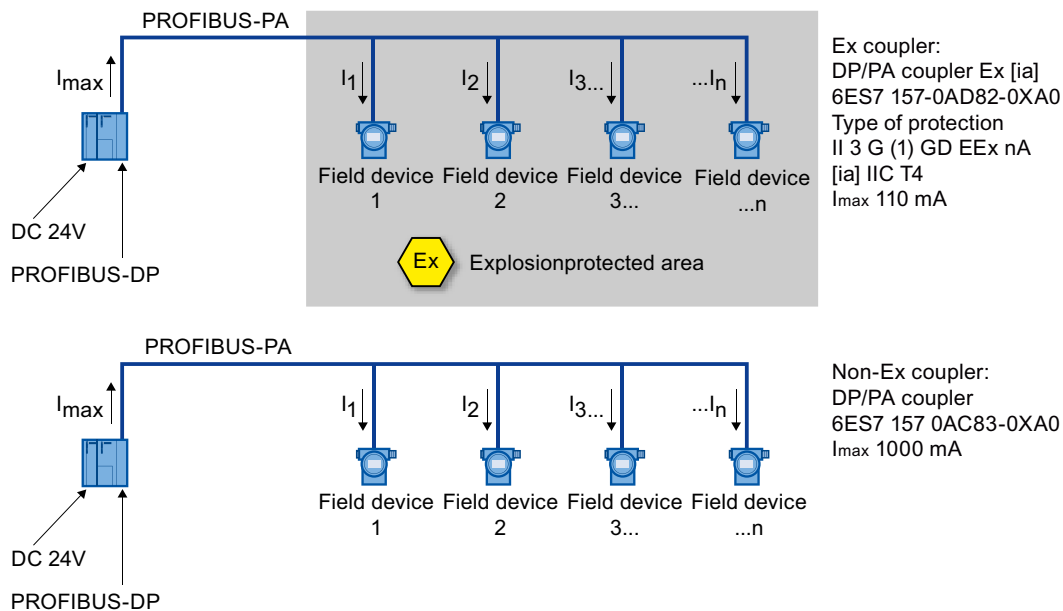 PROFIBUS-PA
Imax
I1
I2
I3...
...In
Field device
1
Field device
2
Field device
3...
Field device
...n
DC 24V
PROFIBUS-DP
Ex
Explosionprotected area
Ex coupler:
DP/PA coupler Ex [ia]
6ES7 157-0AD82-0XA0
Type of protection
II 3 G (1) GD EEx nA
[ia] IIC T4
Imax 110 mA
PROFIBUS-PA
Imax
I1
I2
I3...
...In
Field device
1
Field device
2
Field device
3...
Field device
...n
DC 24V
PROFIBUS-DP
Non-Ex coupler:
DP/PA coupler
6ES7 157 0AC83-0XA0
Imax 1000 mA